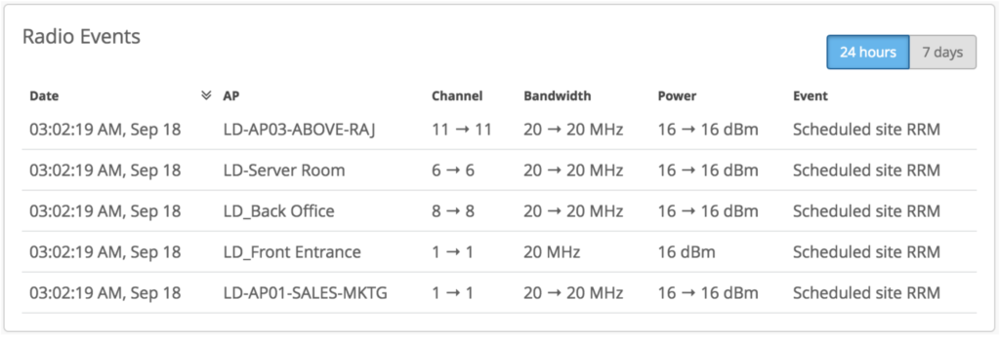 Radio Events
24 hours 7 days
Date AP Channel Bandwidth Power Event
03:02:19 AM, Sep 18 LD-AP03-ABOVE-RAJ 11 → 11 20 → 20 MHz 16 → 16 dBm Scheduled site RRM
03:02:19 AM, Sep 18 LD-Server Room 6 → 6 20 → 20 MHz 16 → 16 dBm Scheduled site RRM
03:02:19 AM, Sep 18 LD_Back Office 8 → 8 20 → 20 MHz 16 → 16 dBm Scheduled site RRM
03:02:19 AM, Sep 18 LD_Front Entrance 1 → 1 20 MHz 16 dBm Scheduled site RRM
03:02:19 AM, Sep 18 LD-AP01-SALES-MKTG 1 → 1 20 → 20 MHz 16 → 16 dBm Scheduled site RRM